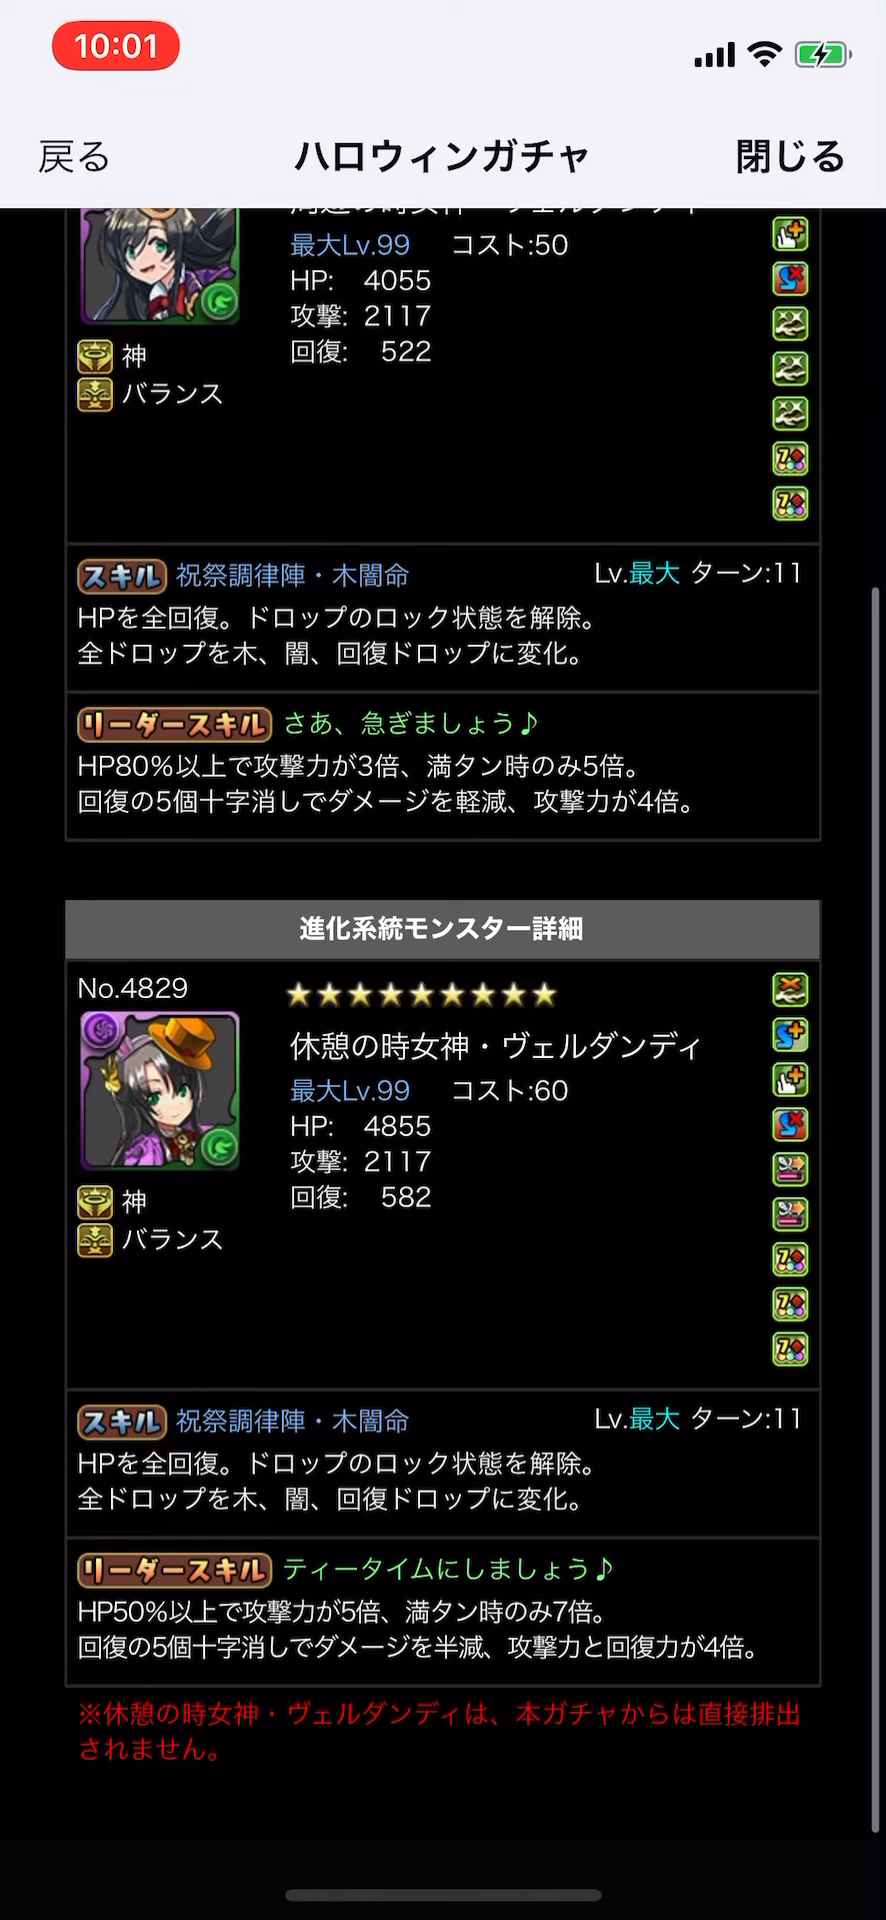 10:01
戻る
ハロウィンガチャ
閉じる
最大Lv.99 コスト:50
HP: 4055
攻撃: 2117
回復: 522
神
バランス
スキル 祝祭調律陣・木闇命 Lv.最大 ターン:11
HPを全回復。ドロップのロック状態を解除。
全ドロップを木、闇、回復ドロップに変化。
リーダースキル さあ、急ぎましょう♪
HP80%以上で攻撃力が3倍、満タン時のみ5倍。
回復の5個十字消しでダメージを軽減、攻撃力が4倍。
進化系統モンスター詳細
No.4829
★★★★★★★★★
休憩の時女神・ヴェルダンディ
最大Lv.99 コスト:60
HP: 4855
攻撃: 2117
回復: 582
神
バランス
スキル 祝祭調律陣・木闇命 Lv.最大 ターン:11
HPを全回復。ドロップのロック状態を解除。
全ドロップを木、闇、回復ドロップに変化。
リーダースキル ティータイムにしましょう♪
HP50%以上で攻撃力が5倍、満タン時のみ7倍。
回復の5個十字消しでダメージを半減、攻撃力と回復力が4倍。
※休憩の時女神・ヴェルダンディは、本ガチャからは直接排出
されません。